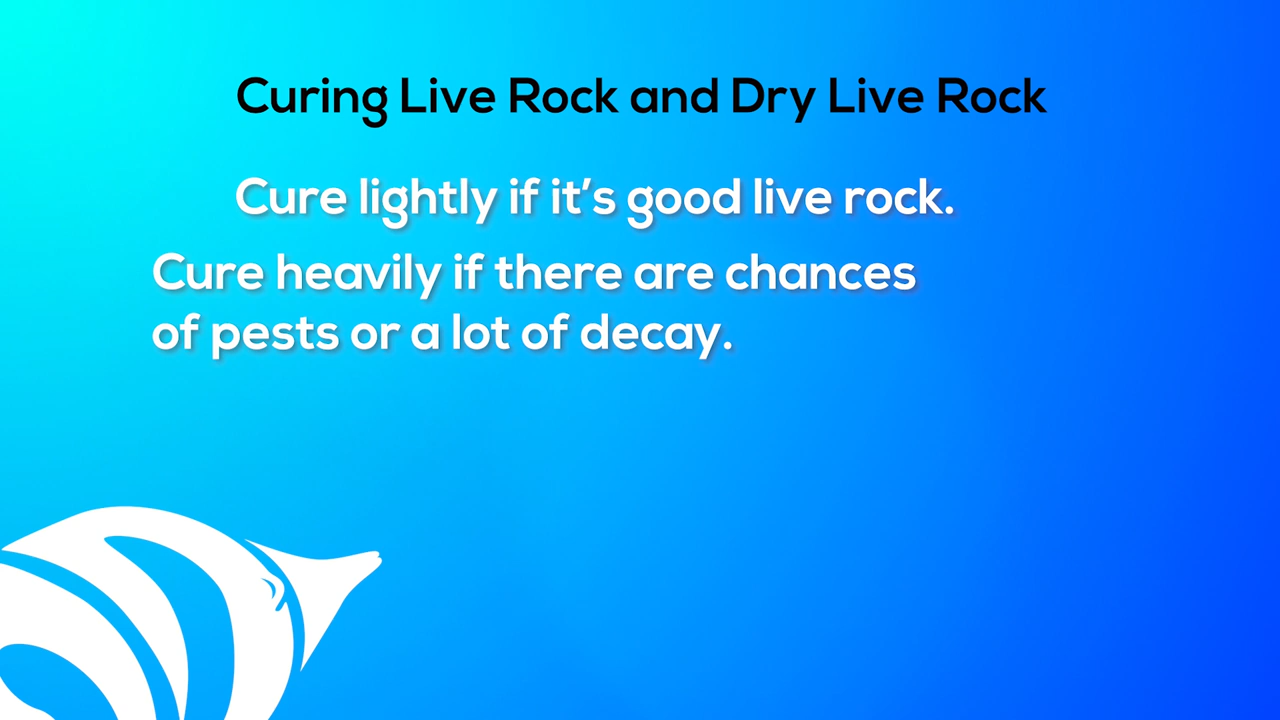 Curing Live Rock and Dry Live Rock
Cure lightly if it’s good live rock.
Cure heavily if there are chances
of pests or a lot of decay.